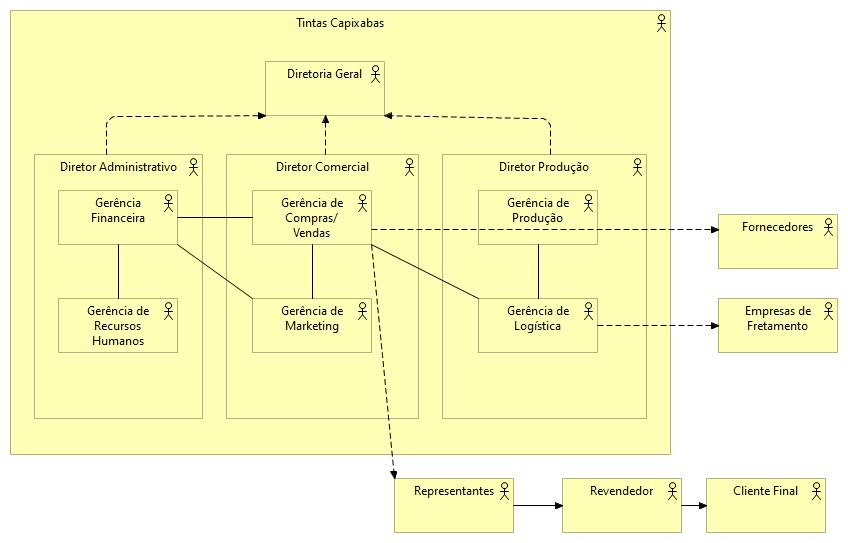 Tintas Capixabas
Diretoria Geral
Diretor Administrativo
Diretor Comercial
Diretor Produção
Gerência
Financeira
Gerência de
Compras/
Vendas
Gerência de
Produção
Fornecedores
Gerência de
Recursos
Humanos
Gerência de
Marketing
Gerência de
Logística
Empresas de
Fretamento
Representantes
Revendedor
Cliente Final